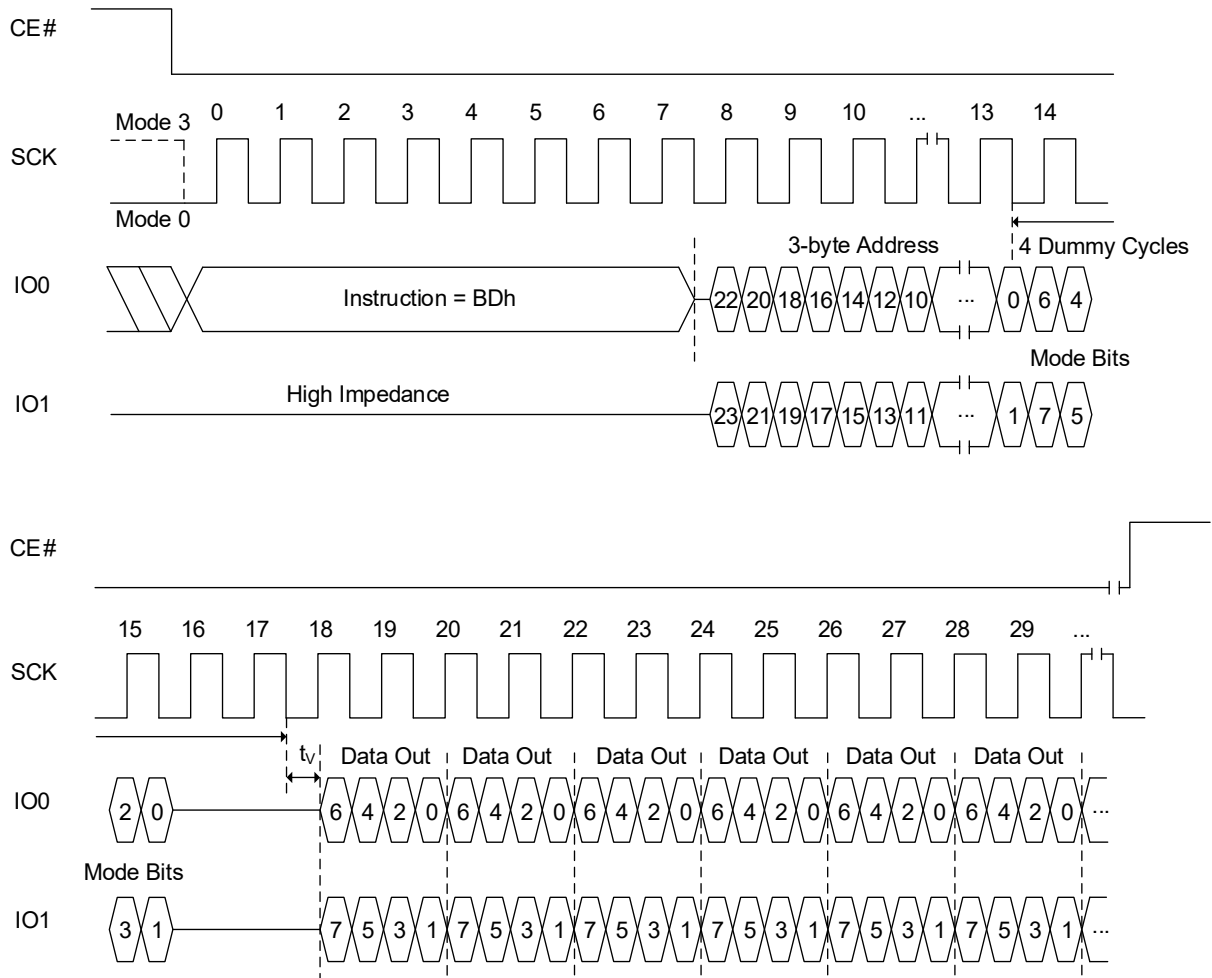 CE#
0 1 2 3 4 5 6 7 8 9 10 ... 13 14
Mode 3
SCK
Mode 0
3-byte Address 4 Dummy Cycles
IO0 Instruction = BDh 22 20 18 16 14 12 10 ... 0 6 4
Mode Bits
High Impedance
IO1 23 21 19 17 15 13 11 ... 1 7 5
CE#
15 16 17 18 19 20 21 22 23 24 25 26 27 28 29 ...
SCK
tV Data Out Data Out Data Out Data Out Data Out Data Out
IO0 2 0 6 4 2 0 6 4 2 0 6 4 2 0 6 4 2 0 6 4 2 0 6 4 2 0 ...
Mode Bits
IO1 3 1 7 5 3 1 7 5 3 1 7 5 3 1 7 5 3 1 7 5 3 1 7 5 3 1 ...